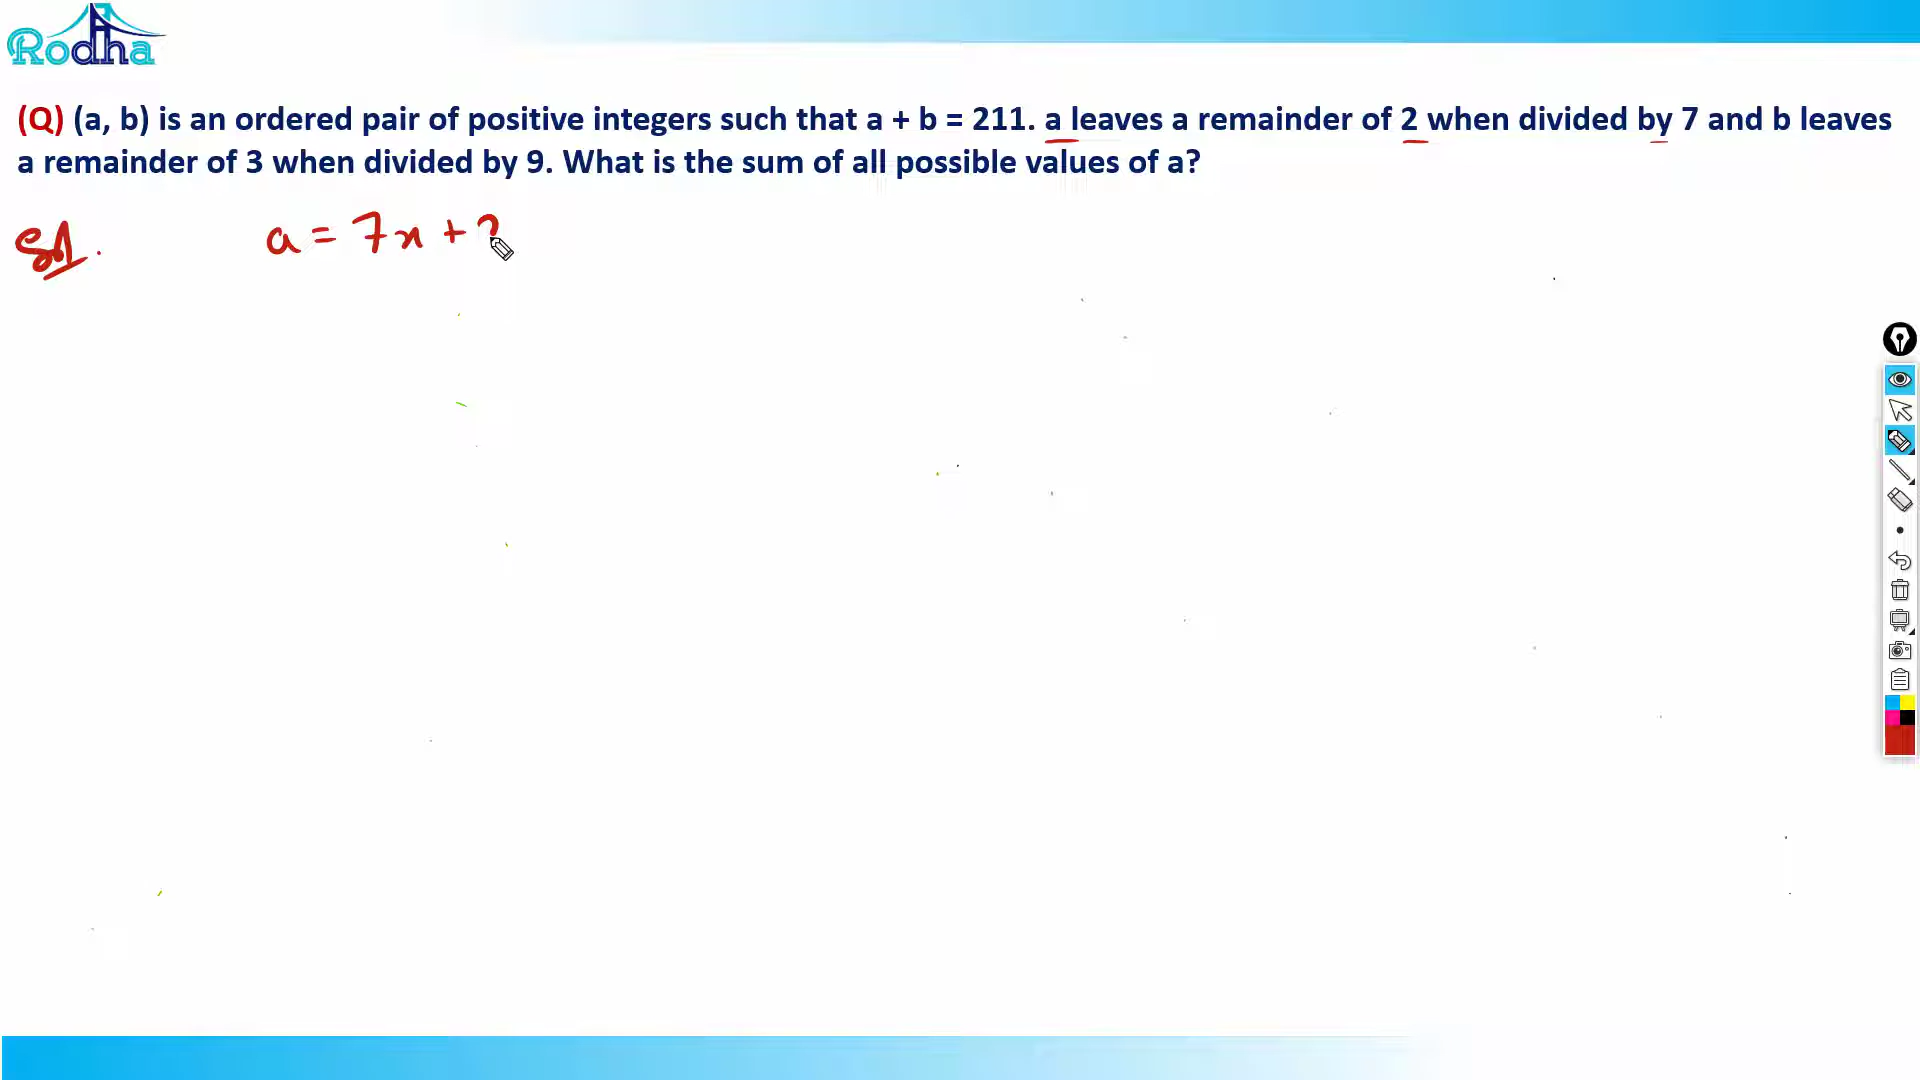 Rodha
(Q) (a, b) is an ordered pair of positive integers such that a + b = 211. a leaves a remainder of 2 when divided by 7 and b leaves
a remainder of 3 when divided by 9. What is the sum of all possible values of a?
a = 7x +